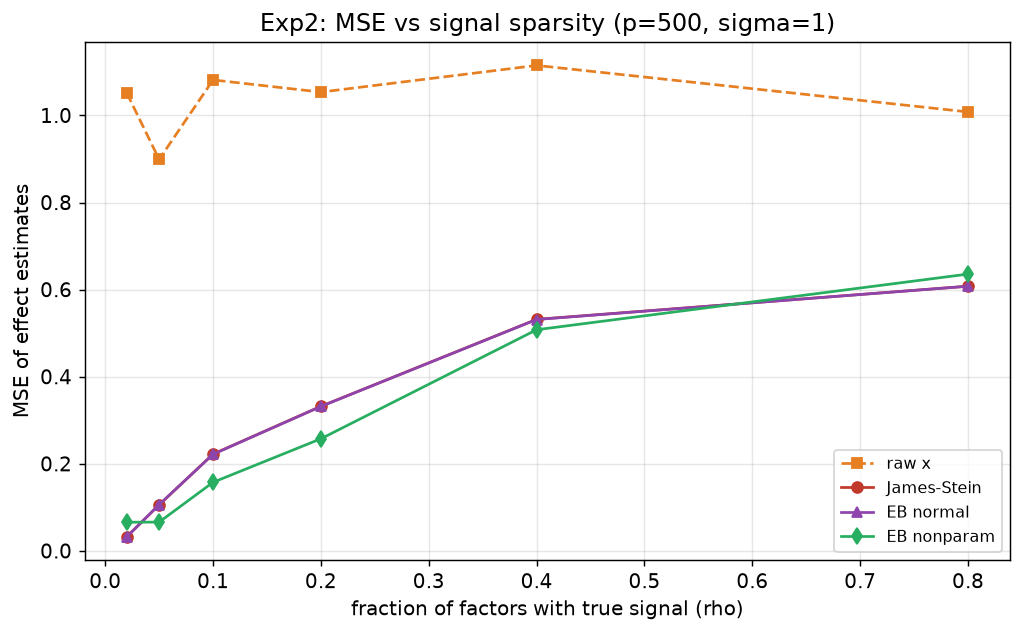 Exp2: MSE vs signal sparsity (p=500, sigma=1)
MSE of effect estimates
1.0
0.8
0.6
0.4
0.2
0.0
0.0 0.1 0.2 0.3 0.4 0.5 0.6 0.7 0.8
fraction of factors with true signal (rho)
raw x
James-Stein
EB normal
EB nonparam